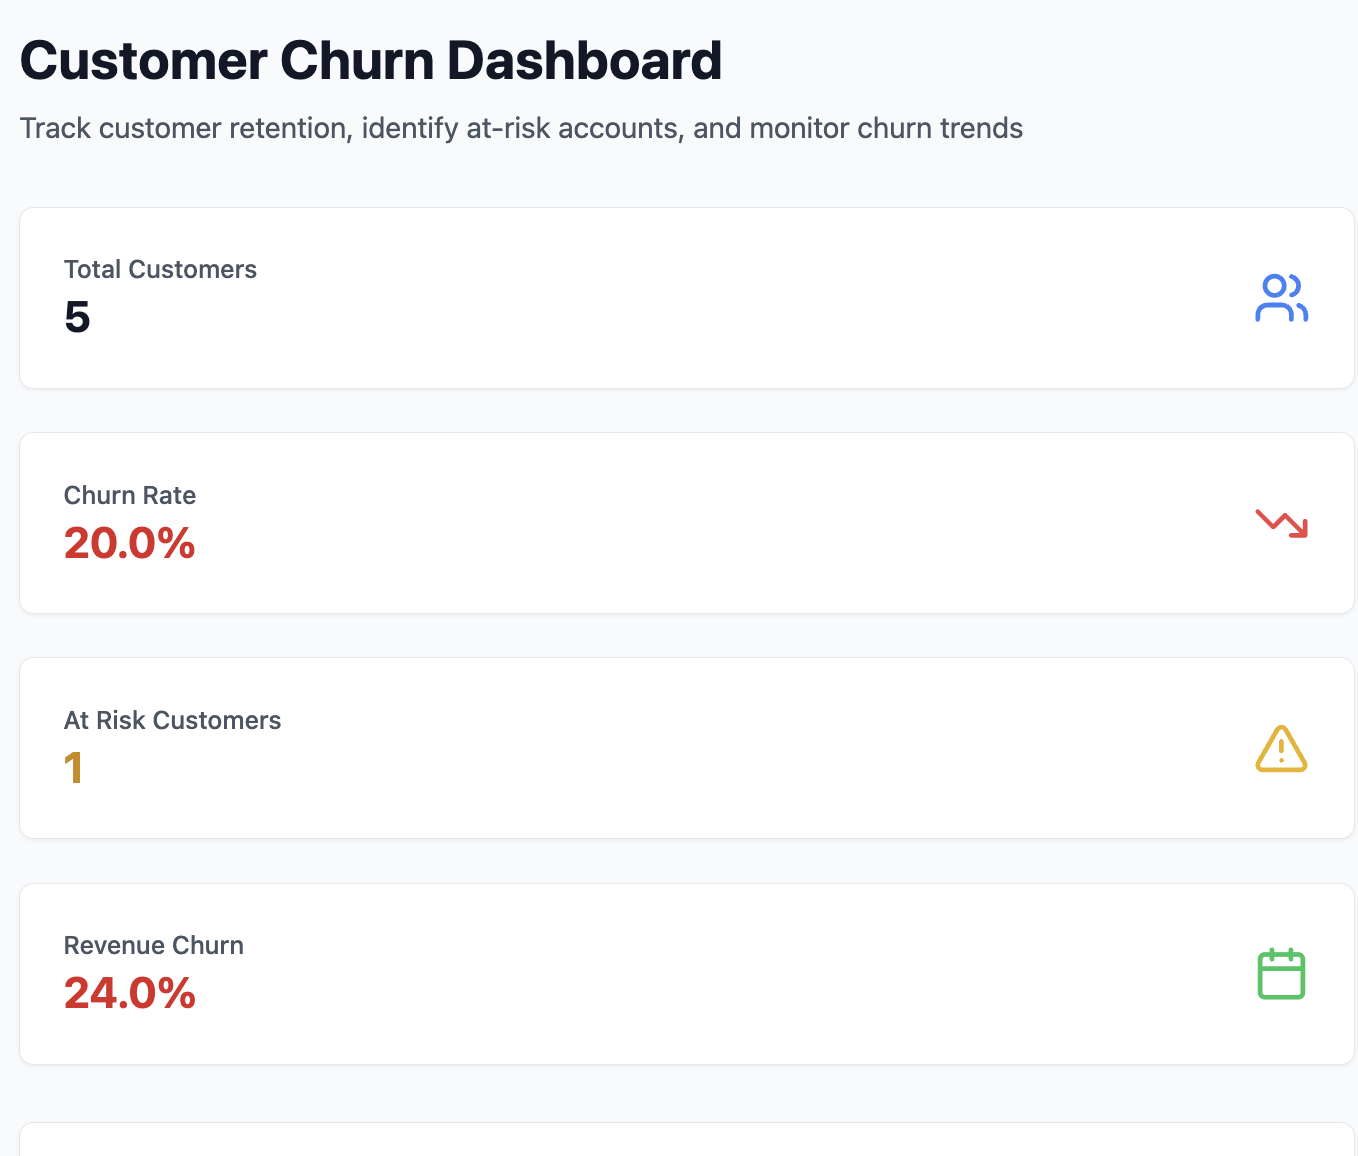 Customer Churn Dashboard
Track customer retention, identify at-risk accounts, and monitor churn trends
Total Customers
5
Churn Rate
20.0%
At Risk Customers
1
Revenue Churn
24.0%